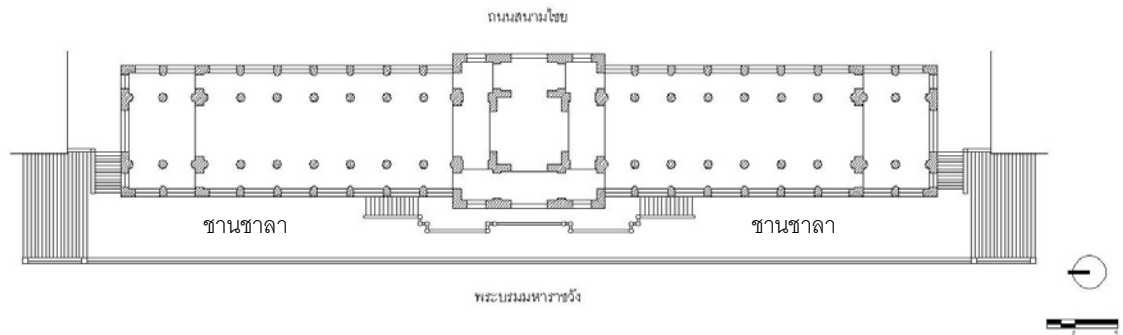 ถนนสนามไชย
ชานชาลา
ชานชาลา
พระบรมมหาราชวัง